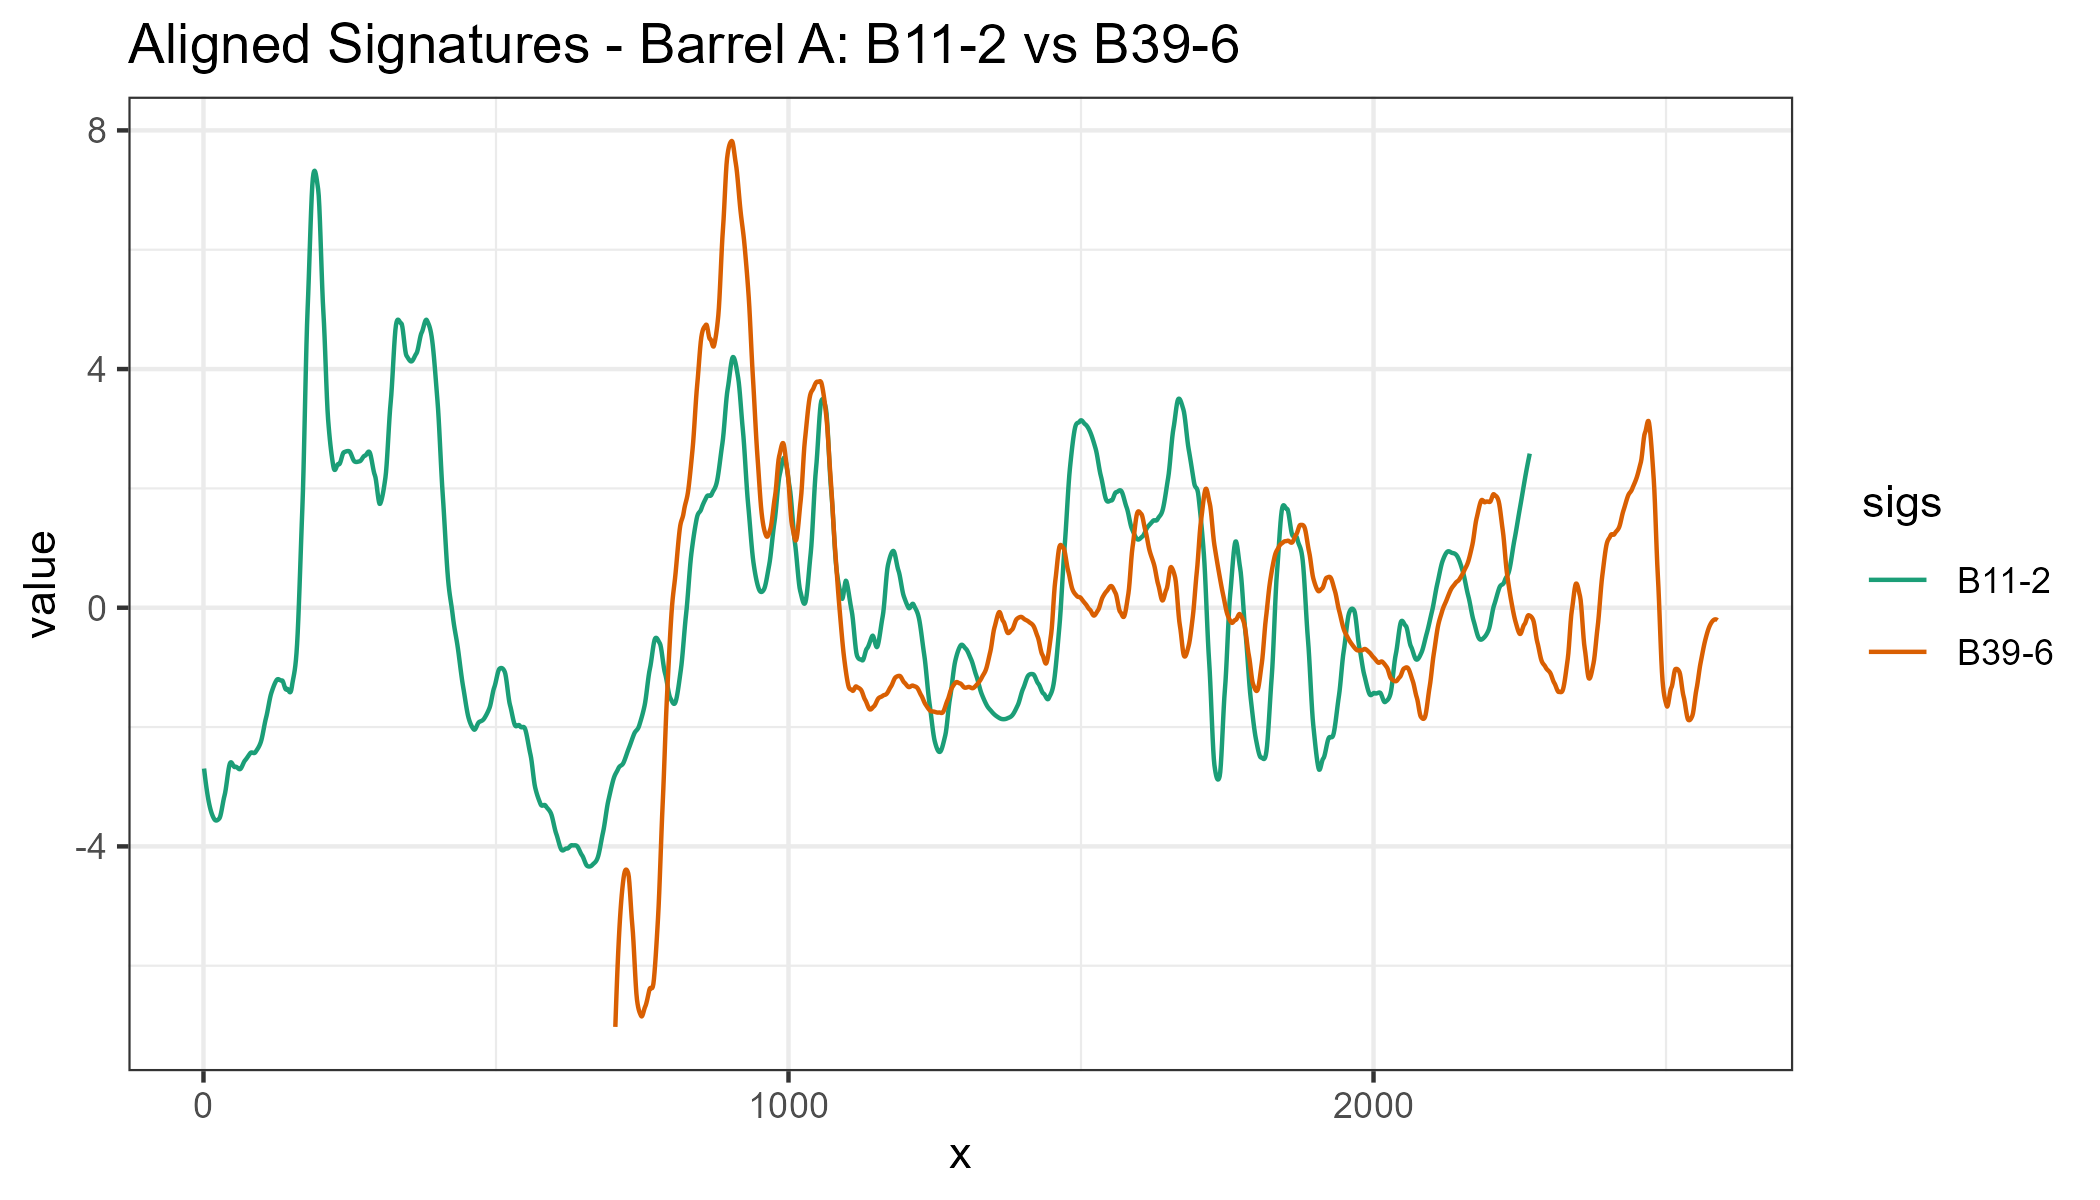 Aligned Signatures - Barrel A: B11-2 vs B39-6
8
4
0
-4
value
0
1000
2000
x
sigs
B11-2
B39-6